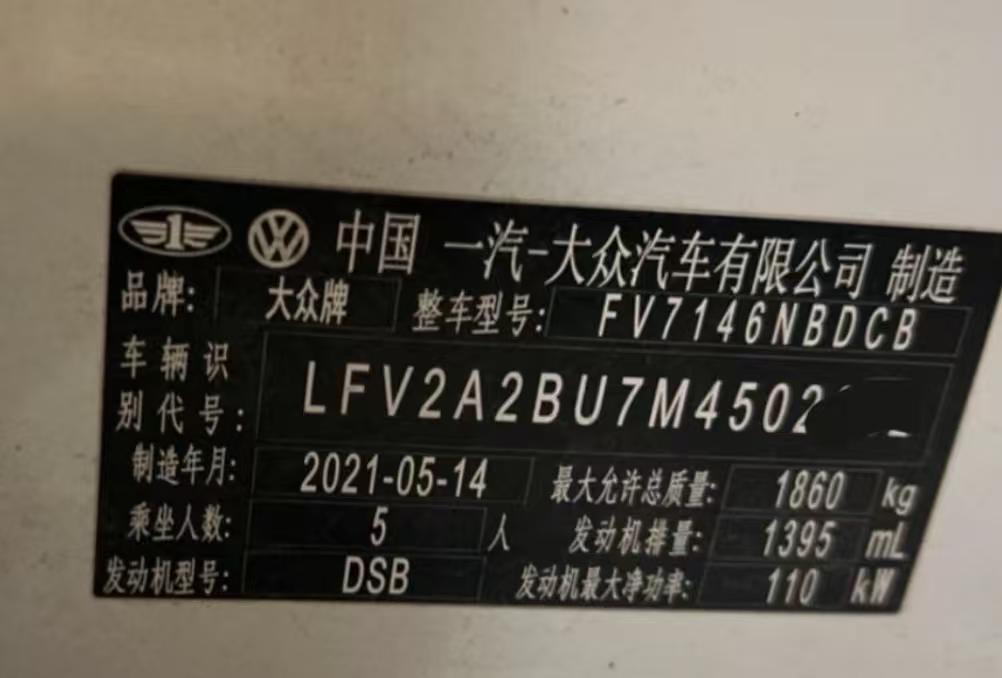 中国 一汽-大众汽车有限公司 制造
品牌: 大众牌 整车型号: FV7146NBDCB
车辆识别代号: LFV2A2BU7M4502
制造年月: 2021-05-14 最大允许总质量: 1860 kg
乘坐人数: 5 人 发动机排量: 1395 mL
发动机型号: DSB 发动机最大净功率: 110 kW